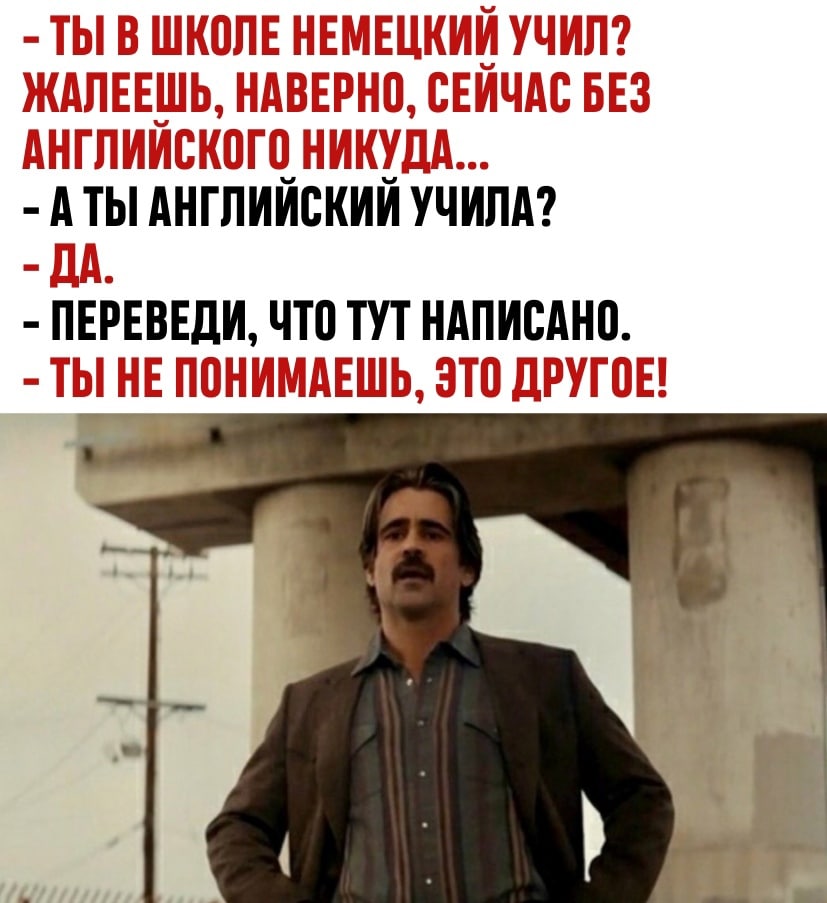 - ТЫ В ШКОЛЕ НЕМЕЦКИЙ УЧИЛ?
ЖАЛЕЕШЬ, НАВЕРНО, СЕЙЧАС БЕЗ
АНГЛИЙСКОГО НИКУДА...
- А ТЫ АНГЛИЙСКИЙ УЧИЛА?
- ДА.
- ПЕРЕВЕДИ, ЧТО ТУТ НАПИСАНО.
- ТЫ НЕ ПОНИМАЕШЬ, ЭТО ДРУГОЕ!